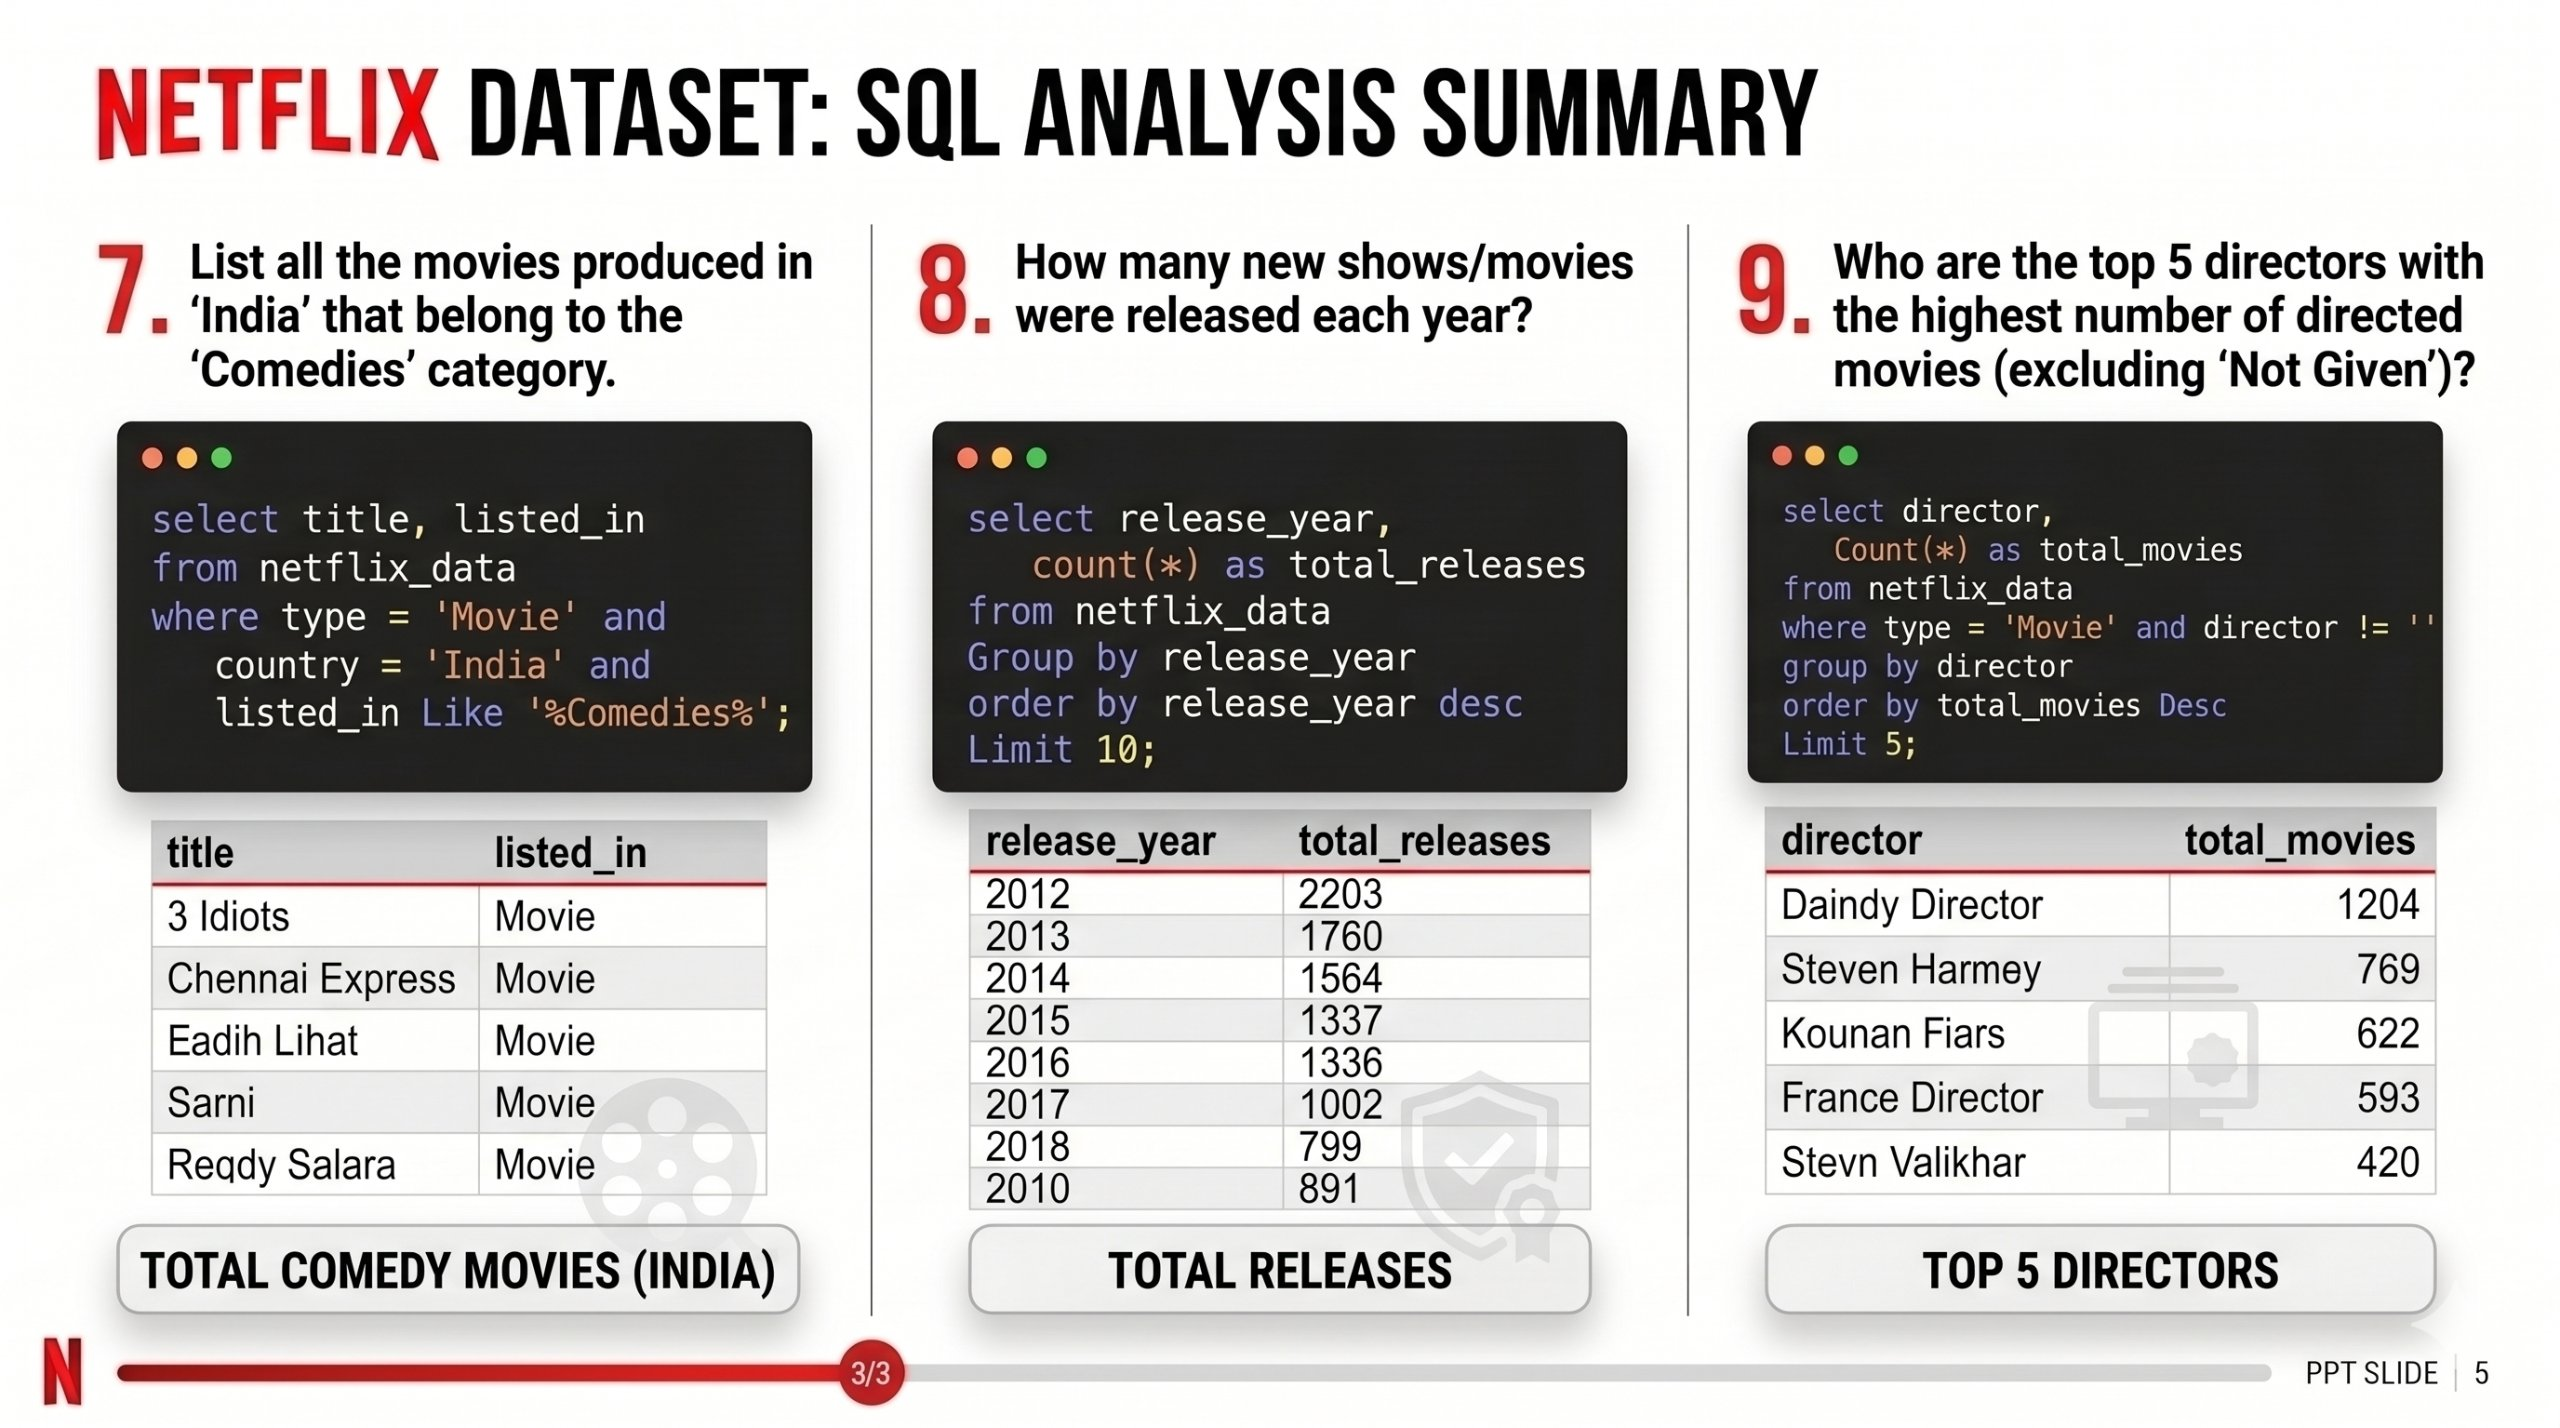 NETFLIX DATASET: SQL ANALYSIS SUMMARY
7. List all the movies produced in
‘India’ that belong to the
‘Comedies’ category.
select title, listed_in
from netflix_data
where type = 'Movie' and
country = 'India' and
listed_in Like '%Comedies%';
title listed_in
3 Idiots Movie
Chennai Express Movie
Eadih Lihat Movie
Sarni Movie
Reqdy Salara Movie
TOTAL COMEDY MOVIES (INDIA)
8. How many new shows/movies
were released each year?
select release_year,
count(*) as total_releases
from netflix_data
Group by release_year
order by release_year desc
Limit 10;
release_year total_releases
2012 2203
2013 1760
2014 1564
2015 1337
2016 1336
2017 1002
2018 799
2010 891
TOTAL RELEASES
9. Who are the top 5 directors with
the highest number of directed
movies (excluding ‘Not Given’)?
select director,
Count(*) as total_movies
from netflix_data
where type = 'Movie' and director != ''
group by director
order by total_movies Desc
Limit 5;
director total_movies
Daindy Director 1204
Steven Harmey 769
Kounan Fiars 622
France Director 593
Stevn Valikhar 420
TOP 5 DIRECTORS
N
3/3
PPT SLIDE | 5